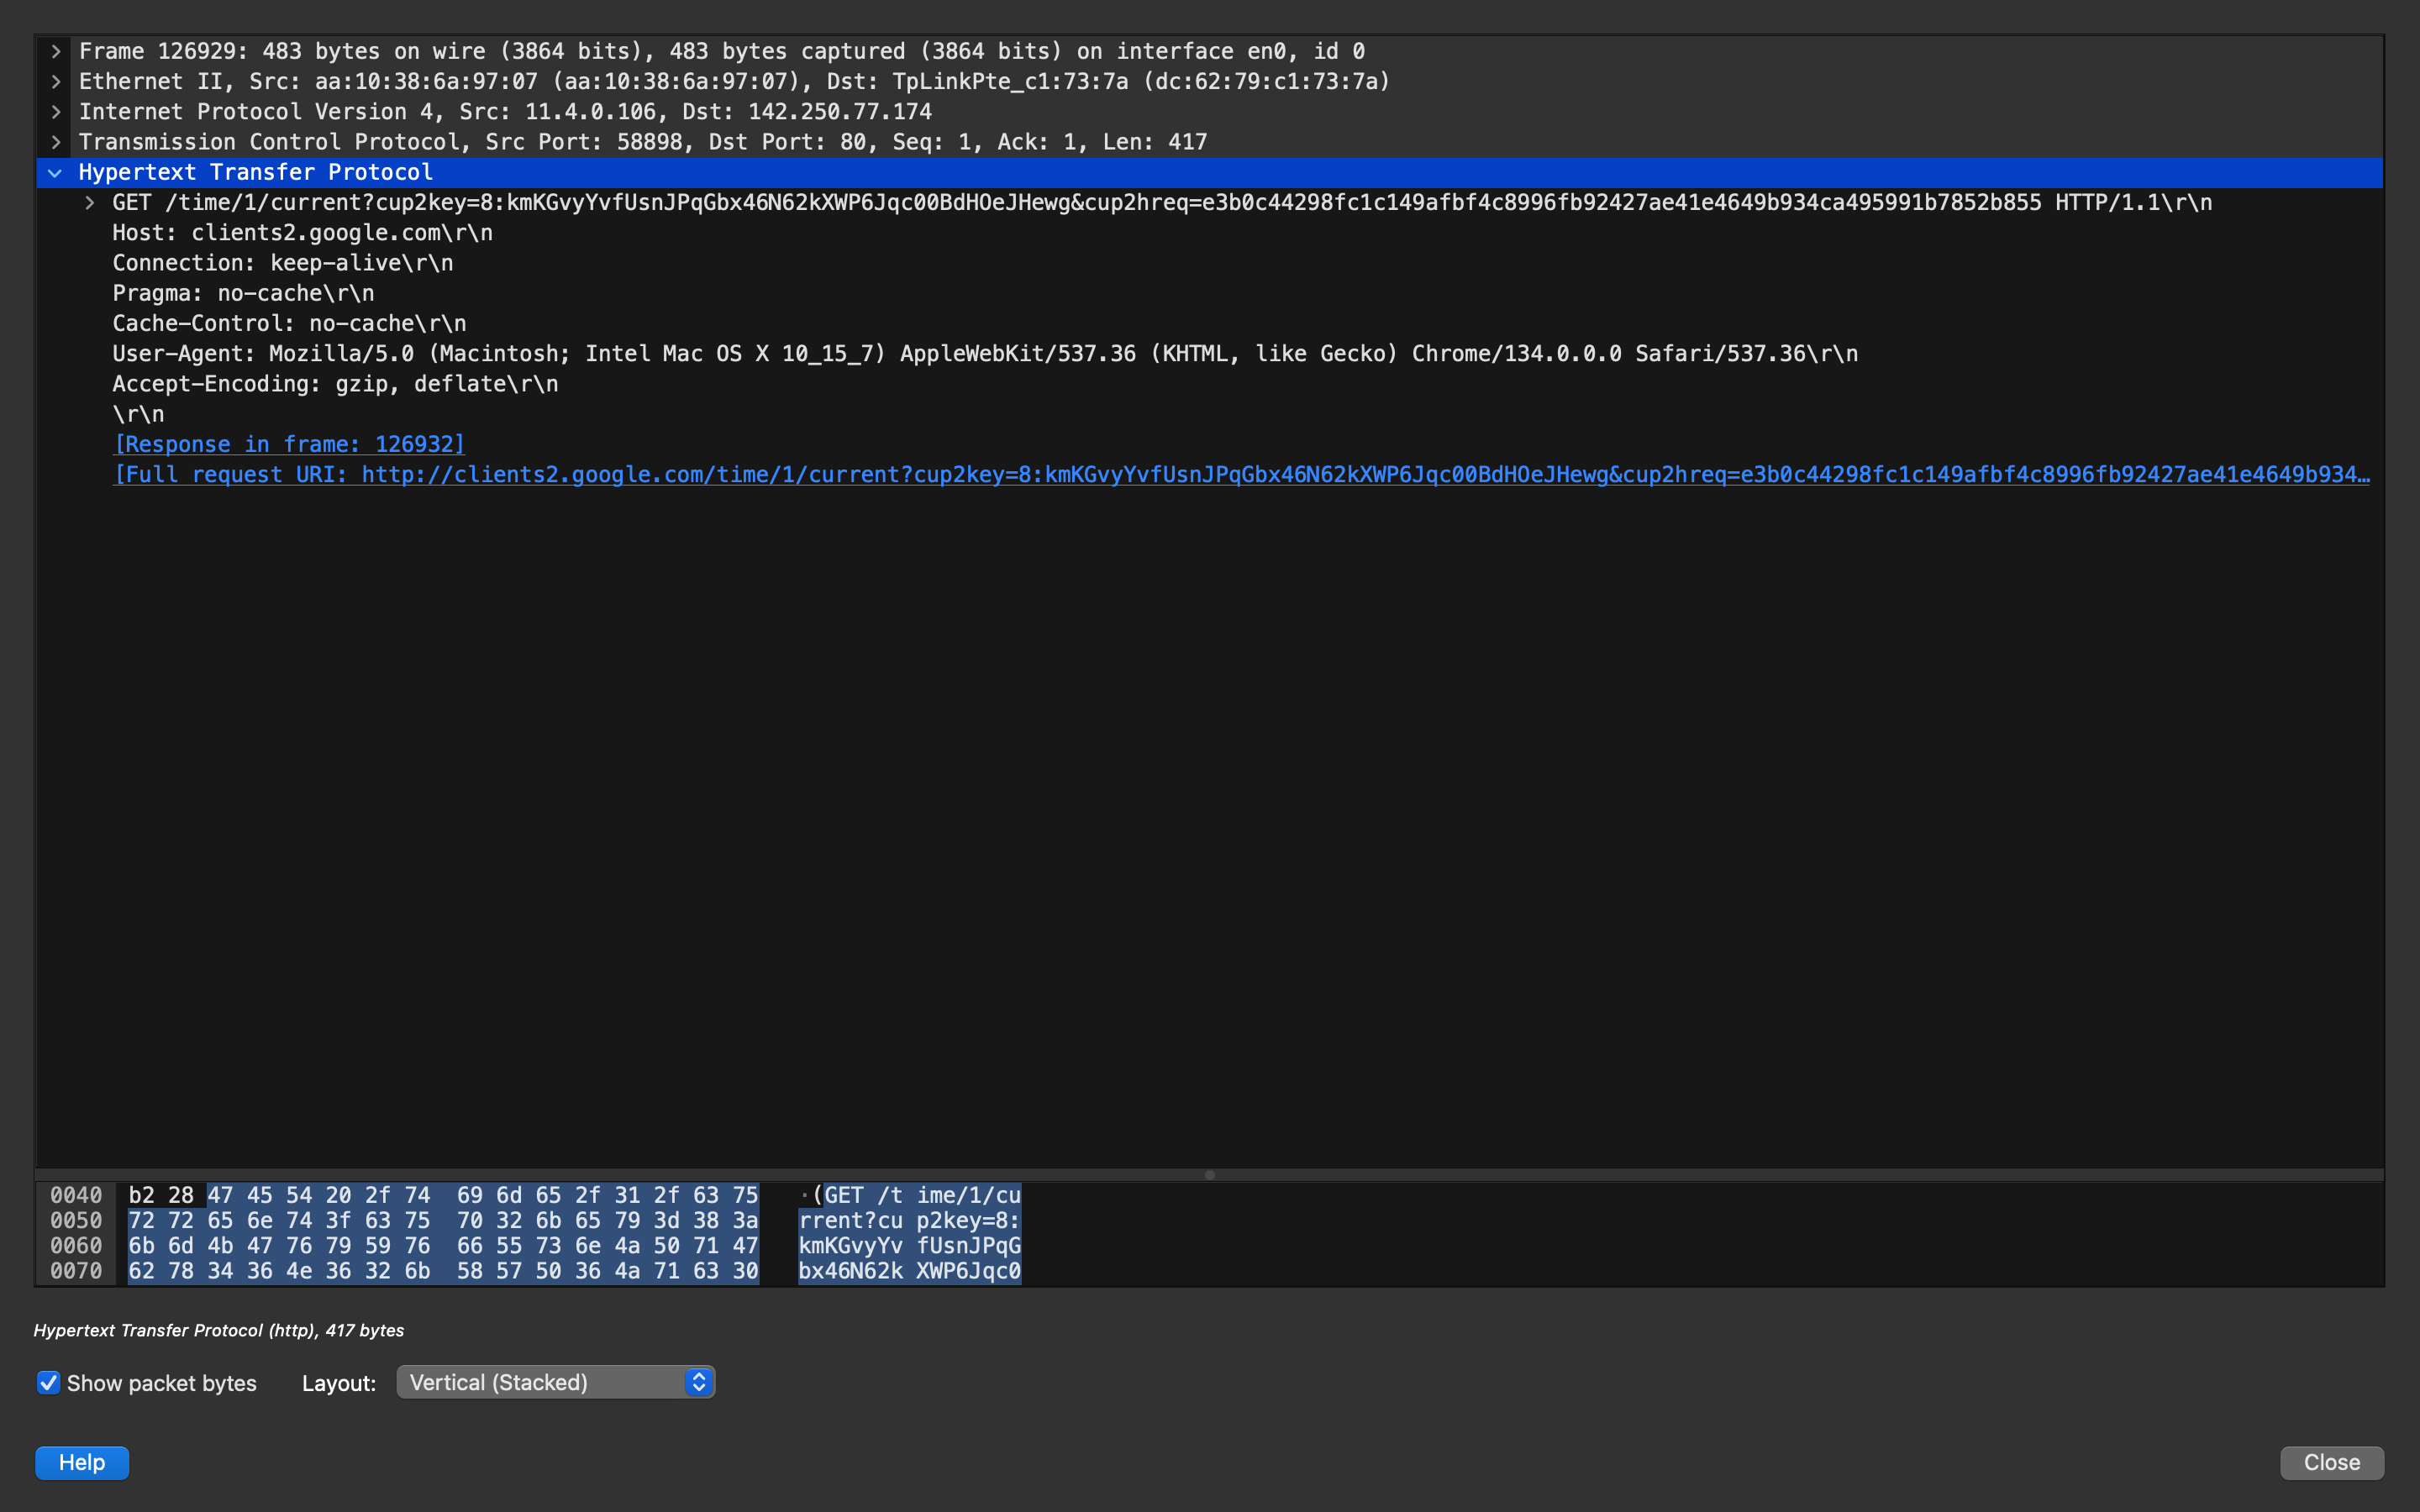 Frame 126929: 483 bytes on wire (3864 bits), 483 bytes captured (3864 bits) on interface en0, id 0
Ethernet II, Src: aa:10:38:6a:97:07 (aa:10:38:6a:97:07), Dst: TpLinkPte_c1:73:7a (dc:62:79:c1:73:7a)
Internet Protocol Version 4, Src: 11.4.0.106, Dst: 142.250.77.174
Transmission Control Protocol, Src Port: 58898, Dst Port: 80, Seq: 1, Ack: 1, Len: 417
Hypertext Transfer Protocol
GET /time/1/current?cup2key=8:kmKGvyYvfUsnJPqGbx46N62kXWP6Jqc00BdHOeJHewg&cup2hreq=e3b0c44298fc1c149afbf4c8996fb92427ae41e4649b934ca495991b7852b855 HTTP/1.1\r\n
Host: clients2.google.com\r\n
Connection: keep-alive\r\n
Pragma: no-cache\r\n
Cache-Control: no-cache\r\n
User-Agent: Mozilla/5.0 (Macintosh; Intel Mac OS X 10_15_7) AppleWebKit/537.36 (KHTML, like Gecko) Chrome/134.0.0.0 Safari/537.36\r\n
Accept-Encoding: gzip, deflate\r\n
\r\n
[Response in frame: 126932]
[Full request URI: http://clients2.google.com/time/1/current?cup2key=8:kmKGvyYvfUsnJPqGbx46N62kXWP6Jqc00BdHOeJHewg&cup2hreq=e3b0c44298fc1c149afbf4c8996fb92427ae41e4649b934…
0040 b2 28 47 45 54 20 2f 74 69 6d 65 2f 31 2f 63 75 ·(GET /t ime/1/cu
0050 72 72 65 6e 74 3f 63 75 70 32 6b 65 79 3d 38 3a rrent?cu p2key=8:
0060 6b 6d 4b 47 76 79 59 76 66 55 73 6e 4a 50 71 47 kmKGvyYv fUsnJPqG
0070 62 78 34 36 4e 36 32 6b 58 57 50 36 4a 71 63 30 bx46N62k XWP6Jqc0
Hypertext Transfer Protocol (http), 417 bytes
Show packet bytes Layout: Vertical (Stacked)
Help Close